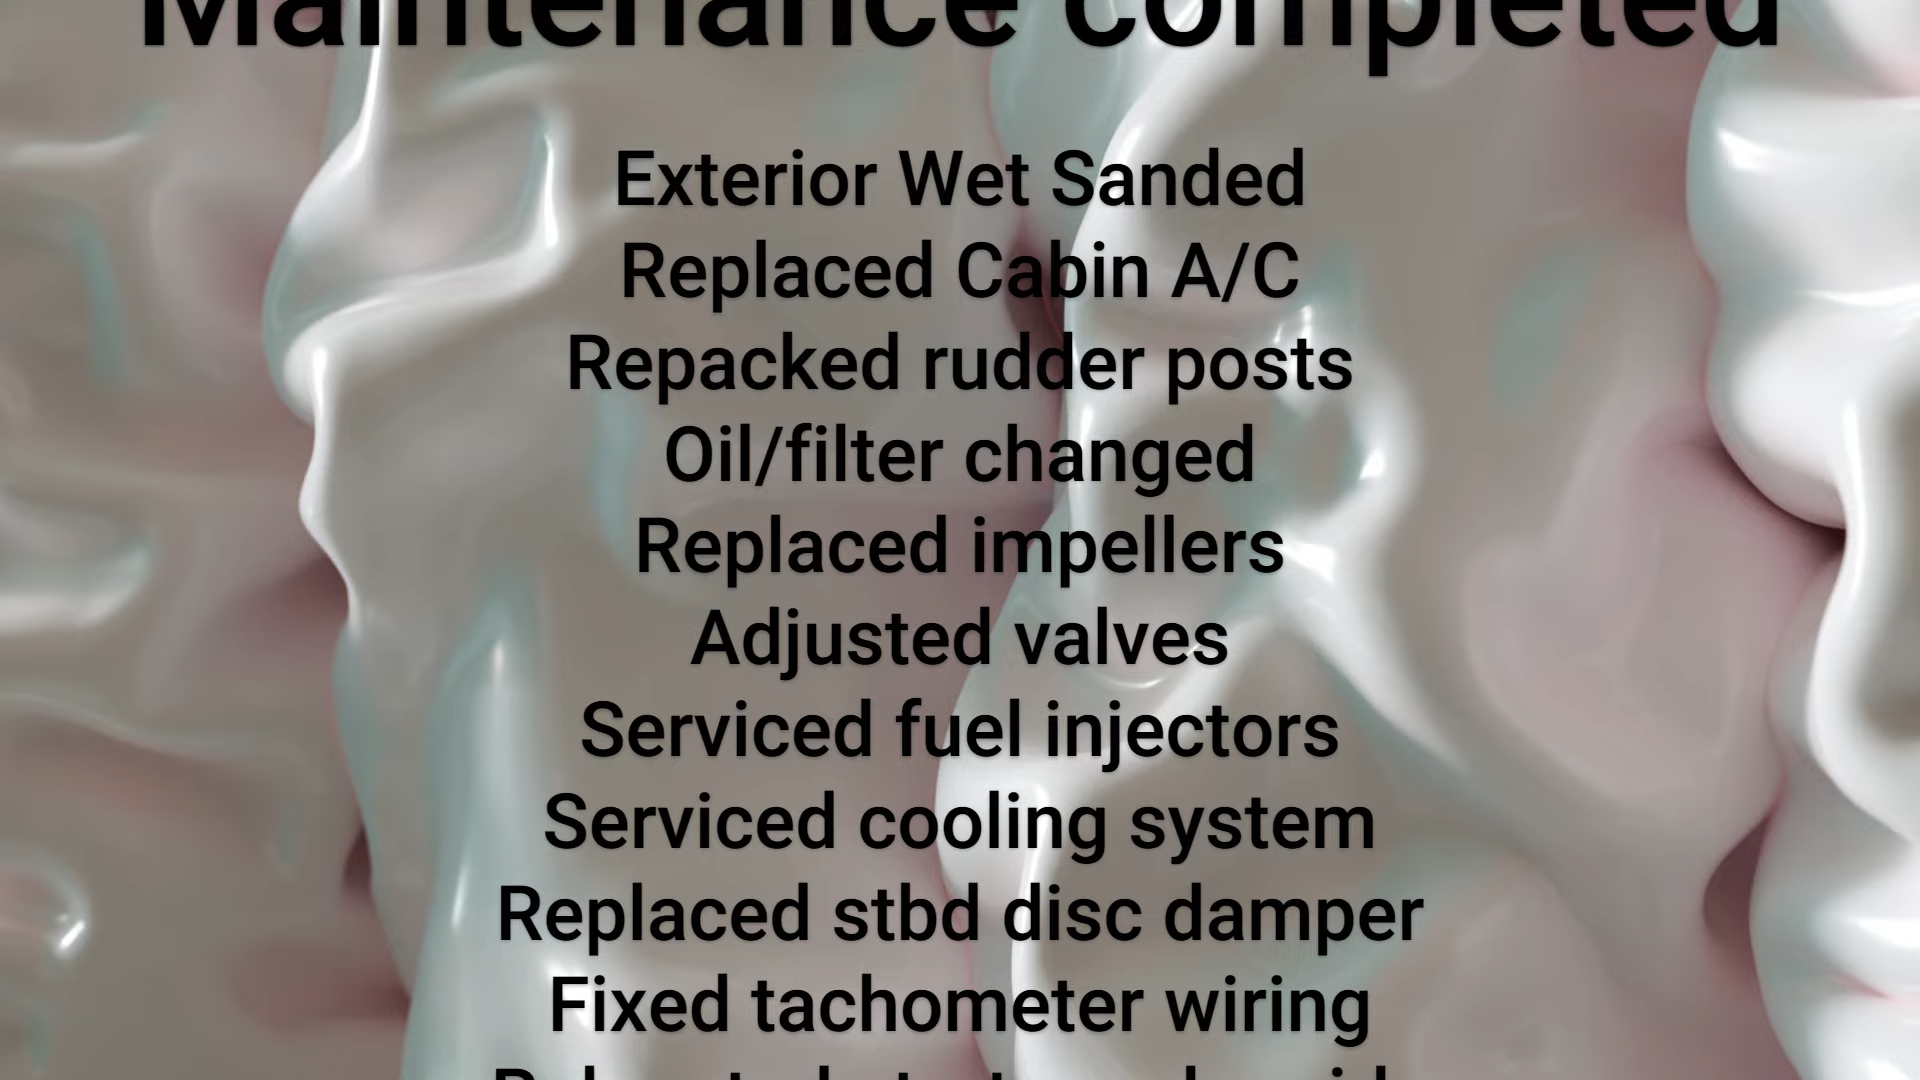 Maintenance completed
Exterior Wet Sanded
Replaced Cabin A/C
Repacked rudder posts
Oil/filter changed
Replaced impellers
Adjusted valves
Serviced fuel injectors
Serviced cooling system
Replaced stbd disc damper
Fixed tachometer wiring